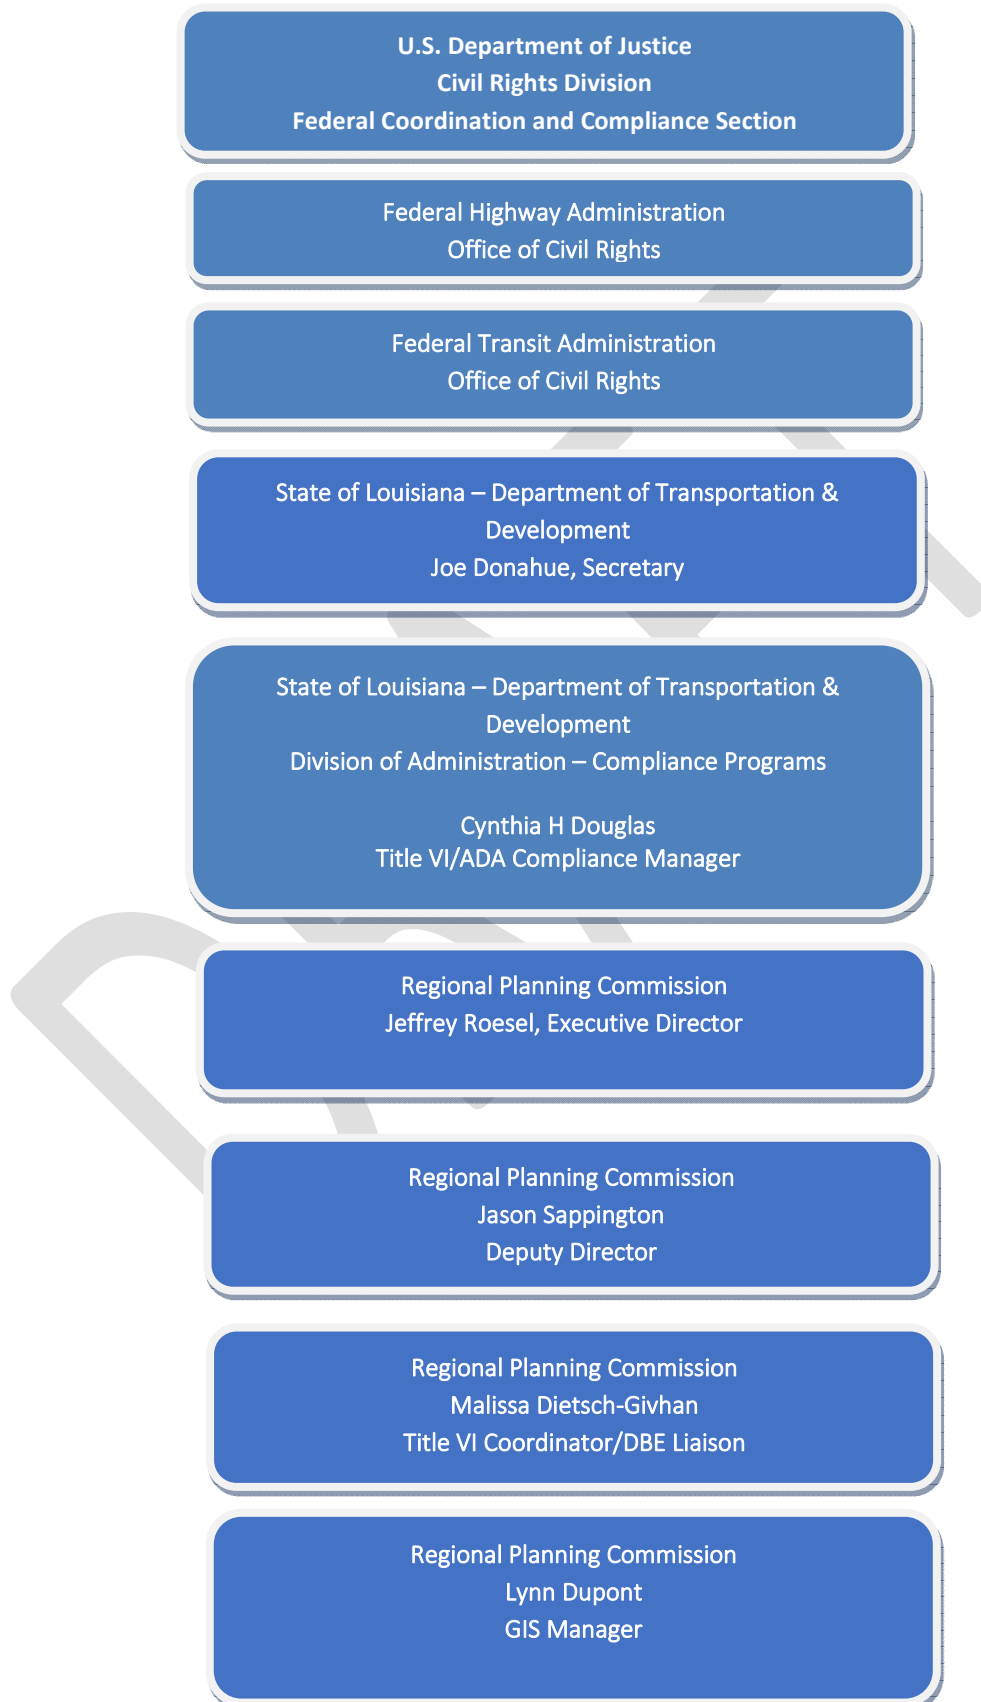 U.S. Department of Justice
Civil Rights Division
Federal Coordination and Compliance Section
Federal Highway Administration
Office of Civil Rights
Federal Transit Administration
Office of Civil Rights
State of Louisiana – Department of Transportation &
Development
Joe Donahue, Secretary
State of Louisiana – Department of Transportation &
Development
Division of Administration – Compliance Programs
Cynthia H Douglas
Title VI/ADA Compliance Manager
Regional Planning Commission
Jeffrey Roesel, Executive Director
Regional Planning Commission
Jason Sappington
Deputy Director
Regional Planning Commission
Malissa Dietsch-Givhan
Title VI Coordinator/DBE Liaison
Regional Planning Commission
Lynn Dupont
GIS Manager